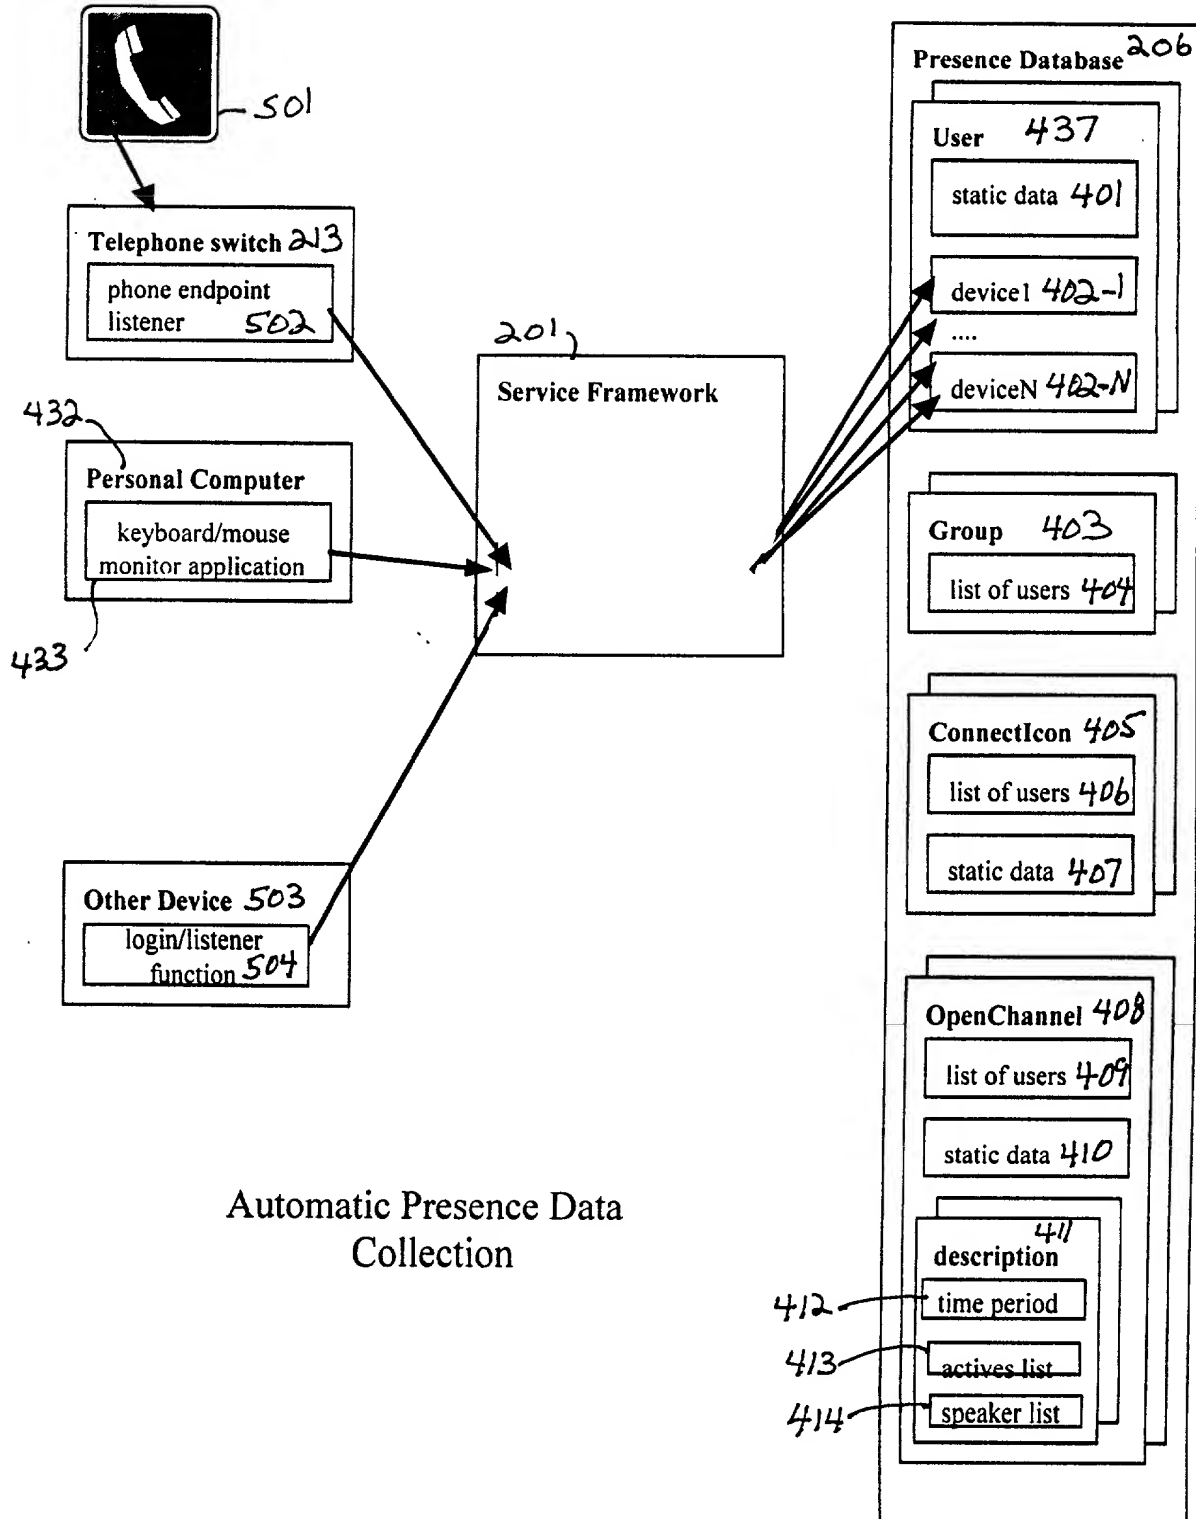 501
Telephone switch 213
phone endpoint
listener 502
432
Personal Computer
keyboard/mouse
monitor application
433
Other Device 503
login/listener
function 504
201
Service Framework
Automatic Presence Data
Collection
Presence Database 206
User 437
static data 401
device1 402-1
....
deviceN 402-N
Group 403
list of users 404
ConnectIcon 405
list of users 406
static data 407
OpenChannel 408
list of users 409
static data 410
411
description
412 time period
413 actives list
414 speaker list